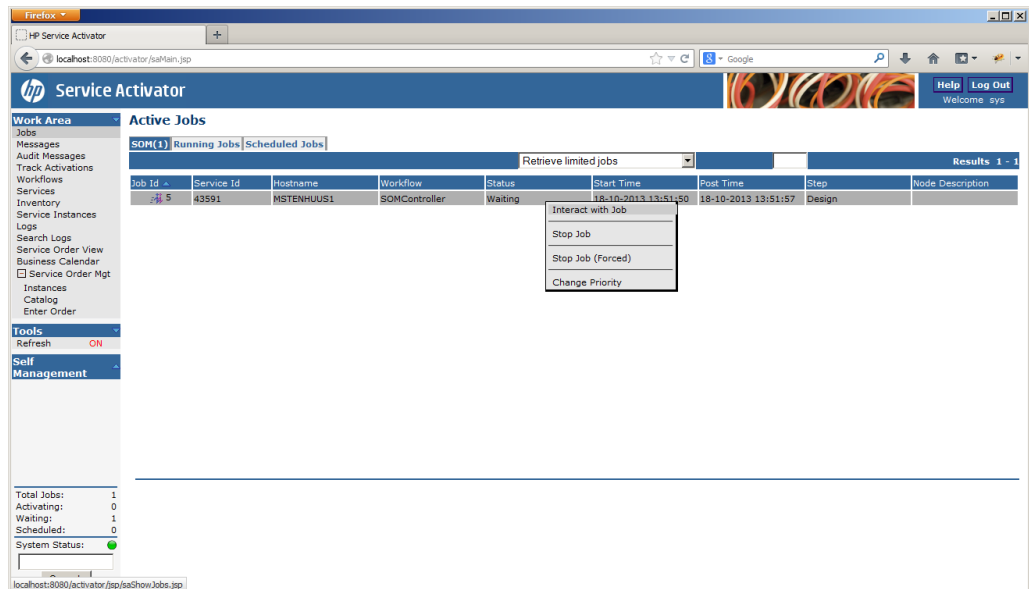 Firefox
HP Service Activator
localhost:8080/activator/saMain.jsp
Google
hp Service Activator
Help Log Out
Welcome sys
Work Area
Jobs
Messages
Audit Messages
Track Activations
Workflows
Services
Inventory
Service Instances
Logs
Search Logs
Service Order View
Business Calendar
Service Order Mgt
Instances
Catalog
Enter Order
Tools
Refresh ON
Self
Management
Total Jobs: 1
Activating: 0
Waiting: 1
Scheduled: 0
System Status:
localhost:8080/activator/jsp/saShowJobs.jsp
Active Jobs
SOM(1) Running Jobs Scheduled Jobs
Retrieve limited jobs
Results 1 - 1
Job Id Service Id Hostname Workflow Status Start Time Post Time Step Node Description
5 43591 MSTENHUUS1 SOMController Waiting 18-10-2013 13:51:50 18-10-2013 13:51:57 Design
Interact with Job
Stop Job
Stop Job (Forced)
Change Priority